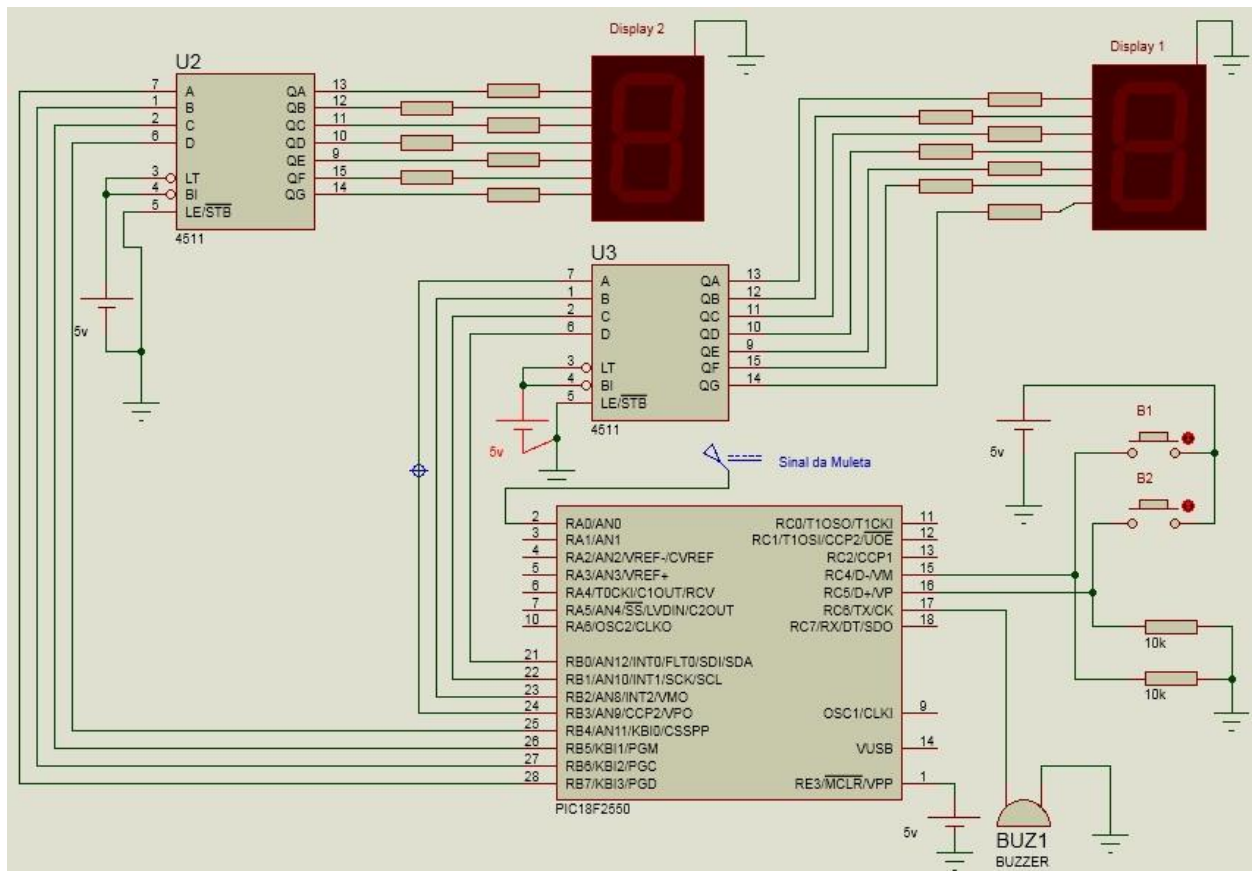 Display 2
Display 1
U2
7 A QA 13
1 B QB 12
2 C QC 11
6 D QD 10
QE 9
3 LT QF 15
4 BI QG 14
5 LE/STB
4511
5v
U3
7 A QA 13
1 B QB 12
2 C QC 11
6 D QD 10
QE 9
3 LT QF 15
4 BI QG 14
5 LE/STB
4511
5v
Sinal da Muleta
5v
B1
B2
2 RA0/AN0 RC0/T1OSO/T1CKI 11
3 RA1/AN1 RC1/T1OSI/CCP2/UOE 12
4 RA2/AN2/VREF-/CVREF RC2/CCP1 13
5 RA3/AN3/VREF+ RC4/D-/VM 15
6 RA4/T0CKI/C1OUT/RCV RC5/D+/VP 16
7 RA5/AN4/SS/LVDIN/C2OUT RC6/TX/CK 17
10 RA6/OSC2/CLKO RC7/RX/DT/SDO 18
21 RB0/AN12/INT0/FLT0/SDI/SDA
22 RB1/AN10/INT1/SCK/SCL
23 RB2/AN8/INT2/VMO
24 RB3/AN9/CCP2/VPO OSC1/CLKI 9
25 RB4/AN11/KBI0/CSSPP
26 RB5/KBI1/PGM VUSB 14
27 RB6/KBI2/PGC
28 RB7/KBI3/PGD RE3/MCLR/VPP 1
PIC18F2550
10k
10k
5v
BUZ1
BUZZER